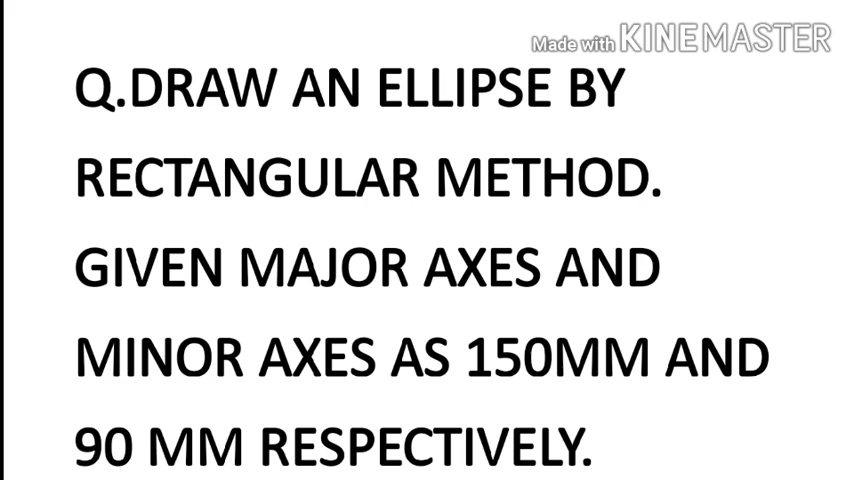 Made with KINEMASTER
Q.DRAW AN ELLIPSE BY
RECTANGULAR METHOD.
GIVEN MAJOR AXES AND
MINOR AXES AS 150MM AND
90 MM RESPECTIVELY.